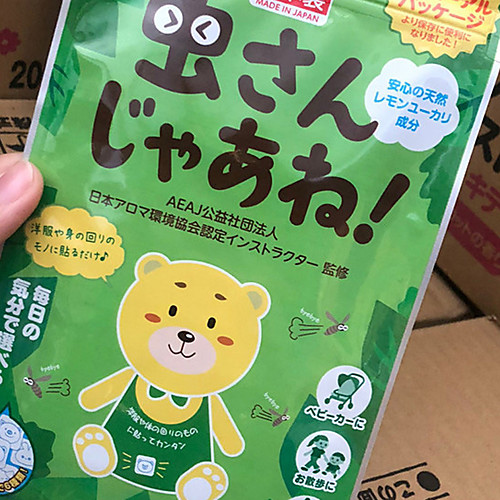 MADE IN JAPAN
パッケージ
より保存に便利に
なりました!
虫さん
じゃあね!
安心の天然
レモンユーカリ
成分
AEAJ公益社団法人
日本アロマ環境協会認定インストラクター 監修
洋服や身の回りの
モノに貼るだけ♪
毎日の
気分で選べ
byebye
byebye
byebye
洋服や体の回りのもの
に貼ってカンタン
ベビーカーに
お散歩に
20